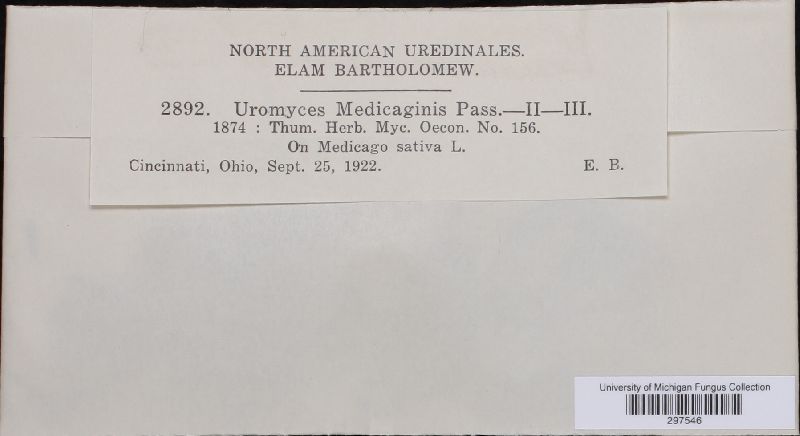 NORTH AMERICAN UREDINALES.
ELAM BARTHOLOMEW.
2892. Uromyces Medicaginis Pass.—II—III.
1874 : Thum. Herb. Myc. Oecon. No. 156.
On Medicago sativa L.
Cincinnati, Ohio, Sept. 25, 1922. E. B.
University of Michigan Fungus Collection
297546